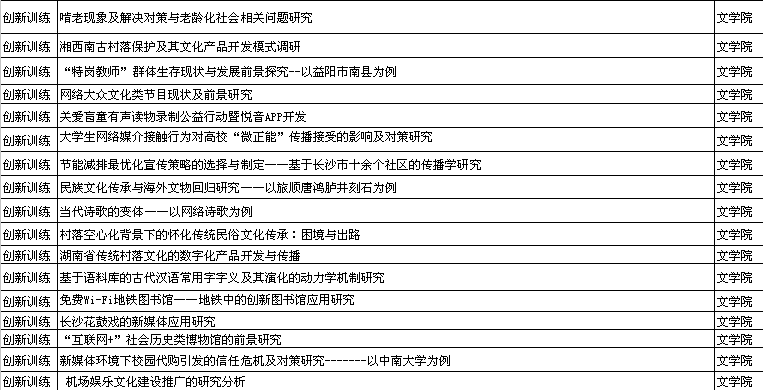 创新训练 啃老现象及解决对策与老龄化社会相关问题研究 文学院
创新训练 湘西南古村落保护及其文化产品开发模式调研 文学院
创新训练 “特岗教师”群体生存现状与发展前景探究--以益阳市南县为例 文学院
创新训练 网络大众文化类节目现状及前景研究 文学院
创新训练 关爱盲童有声读物录制公益行动暨悦音APP开发 文学院
创新训练 大学生网络媒介接触行为对高校“微正能”传播接受的影响及对策研究 文学院
创新训练 节能减排最优化宣传策略的选择与制定——基于长沙市十余个社区的传播学研究 文学院
创新训练 民族文化传承与海外文物回归研究——以旅顺唐鸿胪井刻石为例 文学院
创新训练 当代诗歌的变体——以网络诗歌为例 文学院
创新训练 村落空心化背景下的怀化传统民俗文化传承：困境与出路 文学院
创新训练 湖南省传统村落文化的数字化产品开发与传播 文学院
创新训练 基于语料库的古代汉语常用字字义及其演化的动力学机制研究 文学院
创新训练 免费Wi-Fi地铁图书馆——地铁中的创新图书馆应用研究 文学院
创新训练 长沙花鼓戏的新媒体应用研究 文学院
创新训练 “互联网+”社会历史类博物馆的前景研究 文学院
创新训练 新媒体环境下校园代购引发的信任危机及对策研究-------以中南大学为例 文学院
创新训练 机场娱乐文化建设推广的研究分析 文学院